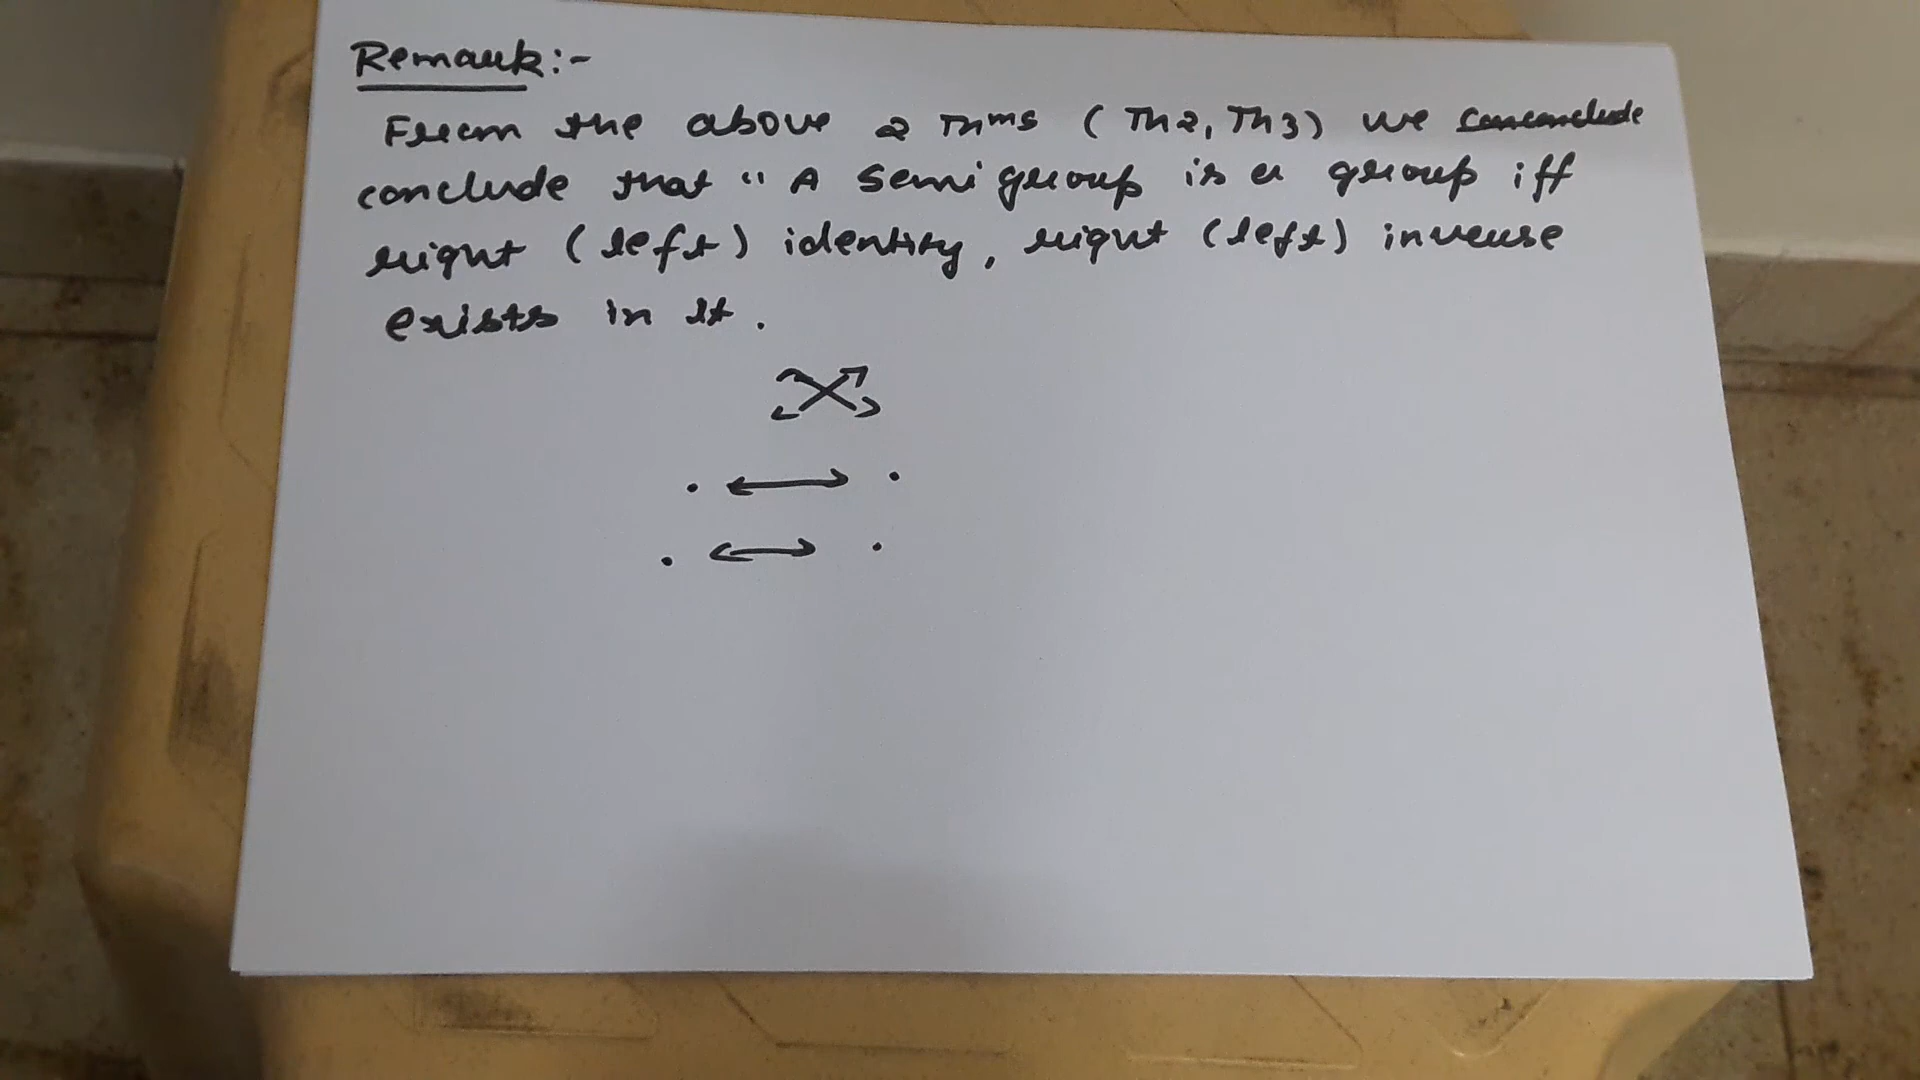 Remark:-
From the above 2 Thms (Th2, Th3) we
conclude that "A Semi group is a group iff
right (left) identity, right (left) inverse
exists in it.